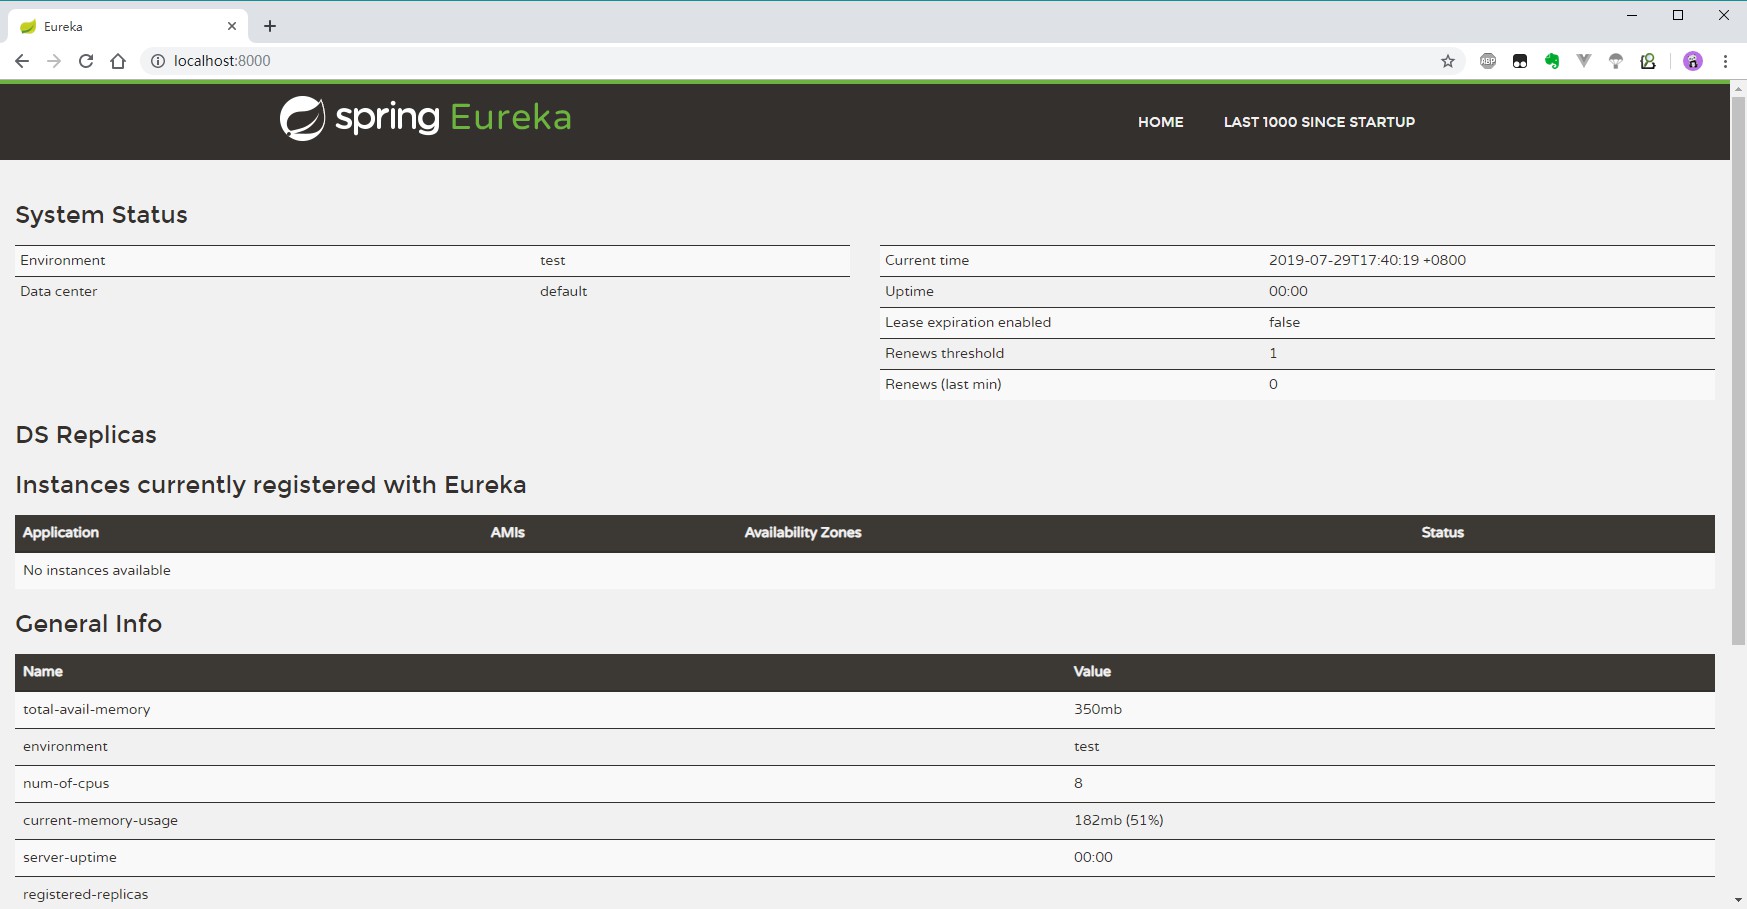 Eureka
localhost:8000
ABP
spring Eureka
HOME LAST 1000 SINCE STARTUP
System Status
Environment test
Data center default
Current time 2019-07-29T17:40:19 +0800
Uptime 00:00
Lease expiration enabled false
Renews threshold 1
Renews (last min) 0
DS Replicas
Instances currently registered with Eureka
Application AMIs Availability Zones Status
No instances available
General Info
Name Value
total-avail-memory 350mb
environment test
num-of-cpus 8
current-memory-usage 182mb (51%)
server-uptime 00:00
registered-replicas